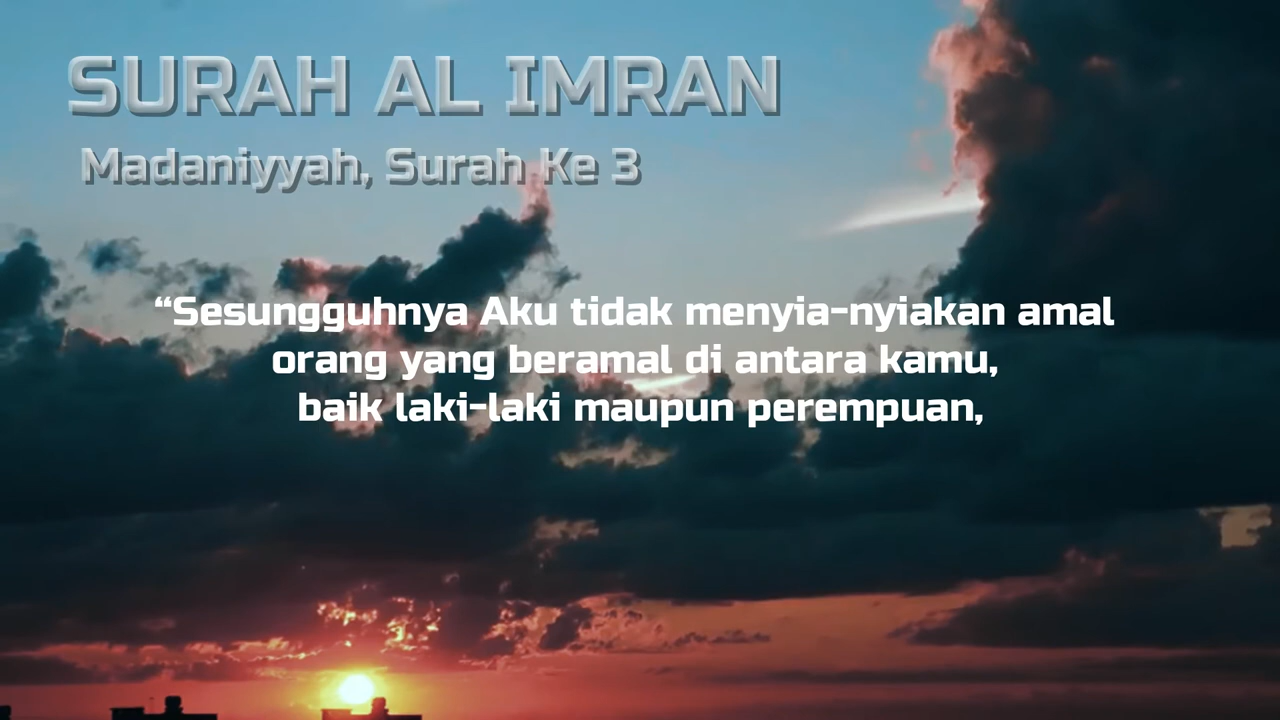 SURAH AL IMRAN
Madaniyyah, Surah Ke 3
“Sesungguhnya Aku tidak menyia-nyiakan amal
orang yang beramal di antara kamu,
baik laki-laki maupun perempuan,